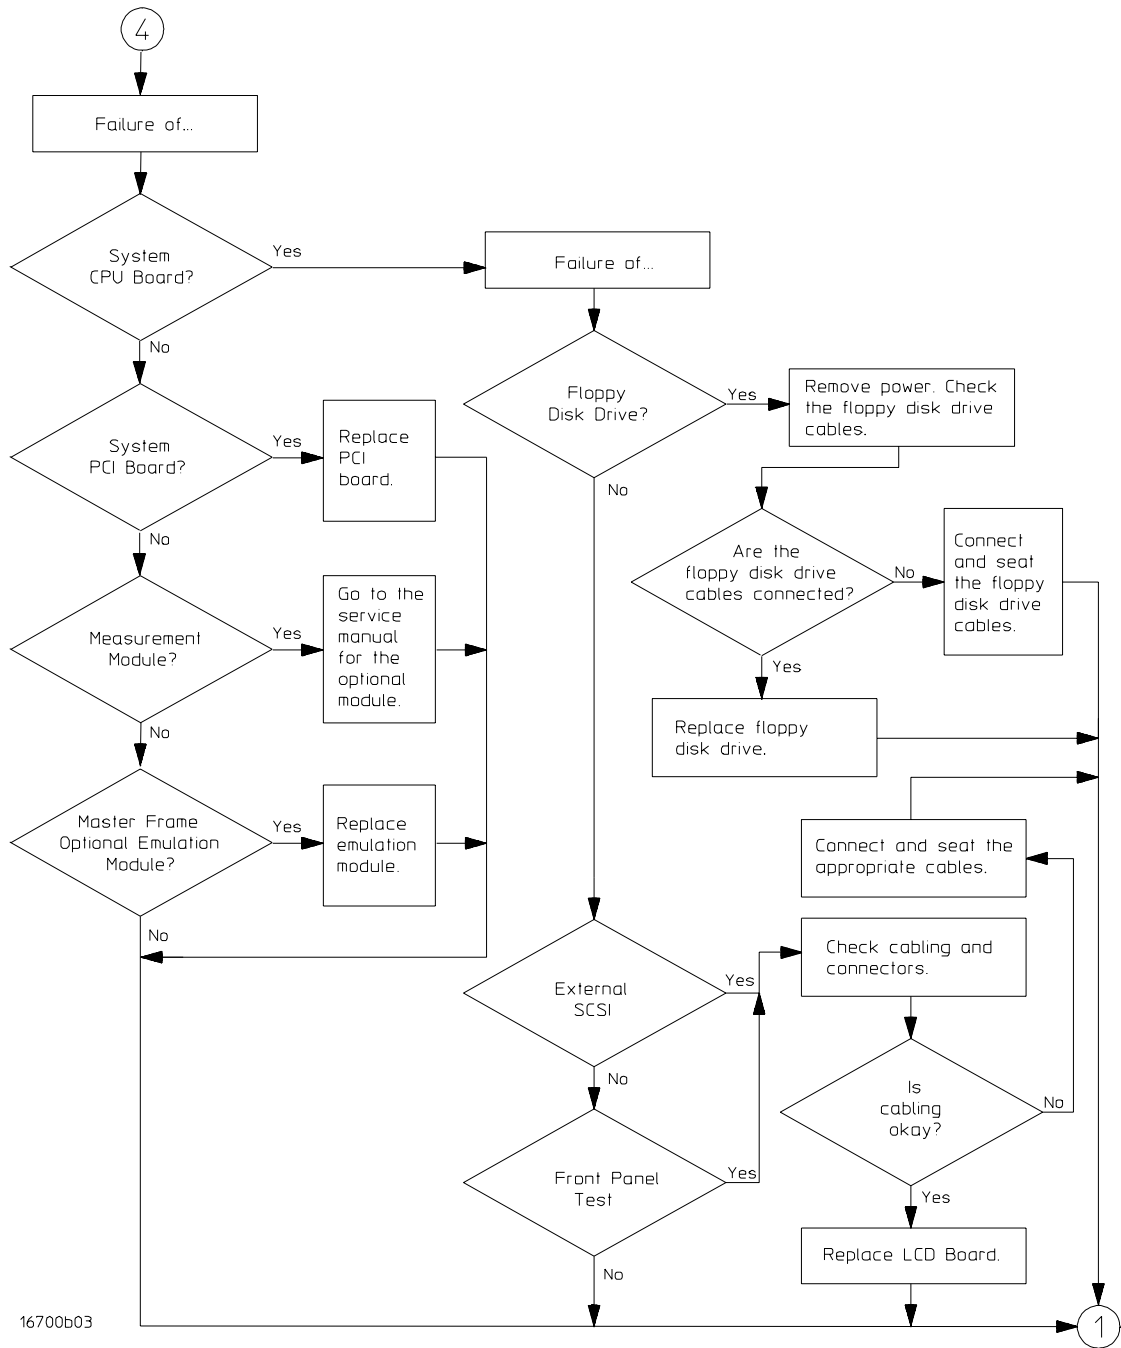 4
Failure of...
System
CPU Board?
Yes
No
Failure of...
Floppy
Disk Drive?
Yes
No
Remove power. Check
the floppy disk drive
cables.
System
PCI Board?
Yes
No
Replace
PCI
board.
Are the
floppy disk drive
cables connected?
No
Yes
Connect
and seat
the floppy
disk drive
cables.
Measurement
Module?
Yes
No
Go to the
service
manual
for the
optional
module.
Replace floppy
disk drive.
Master Frame
Optional Emulation
Module?
Yes
No
Replace
emulation
module.
Connect and seat the
appropriate cables.
External
SCSI
Yes
No
Check cabling and
connectors.
Is
cabling
okay?
No
Yes
Front Panel
Test
Yes
No
Replace LCD Board.
16700b03
1